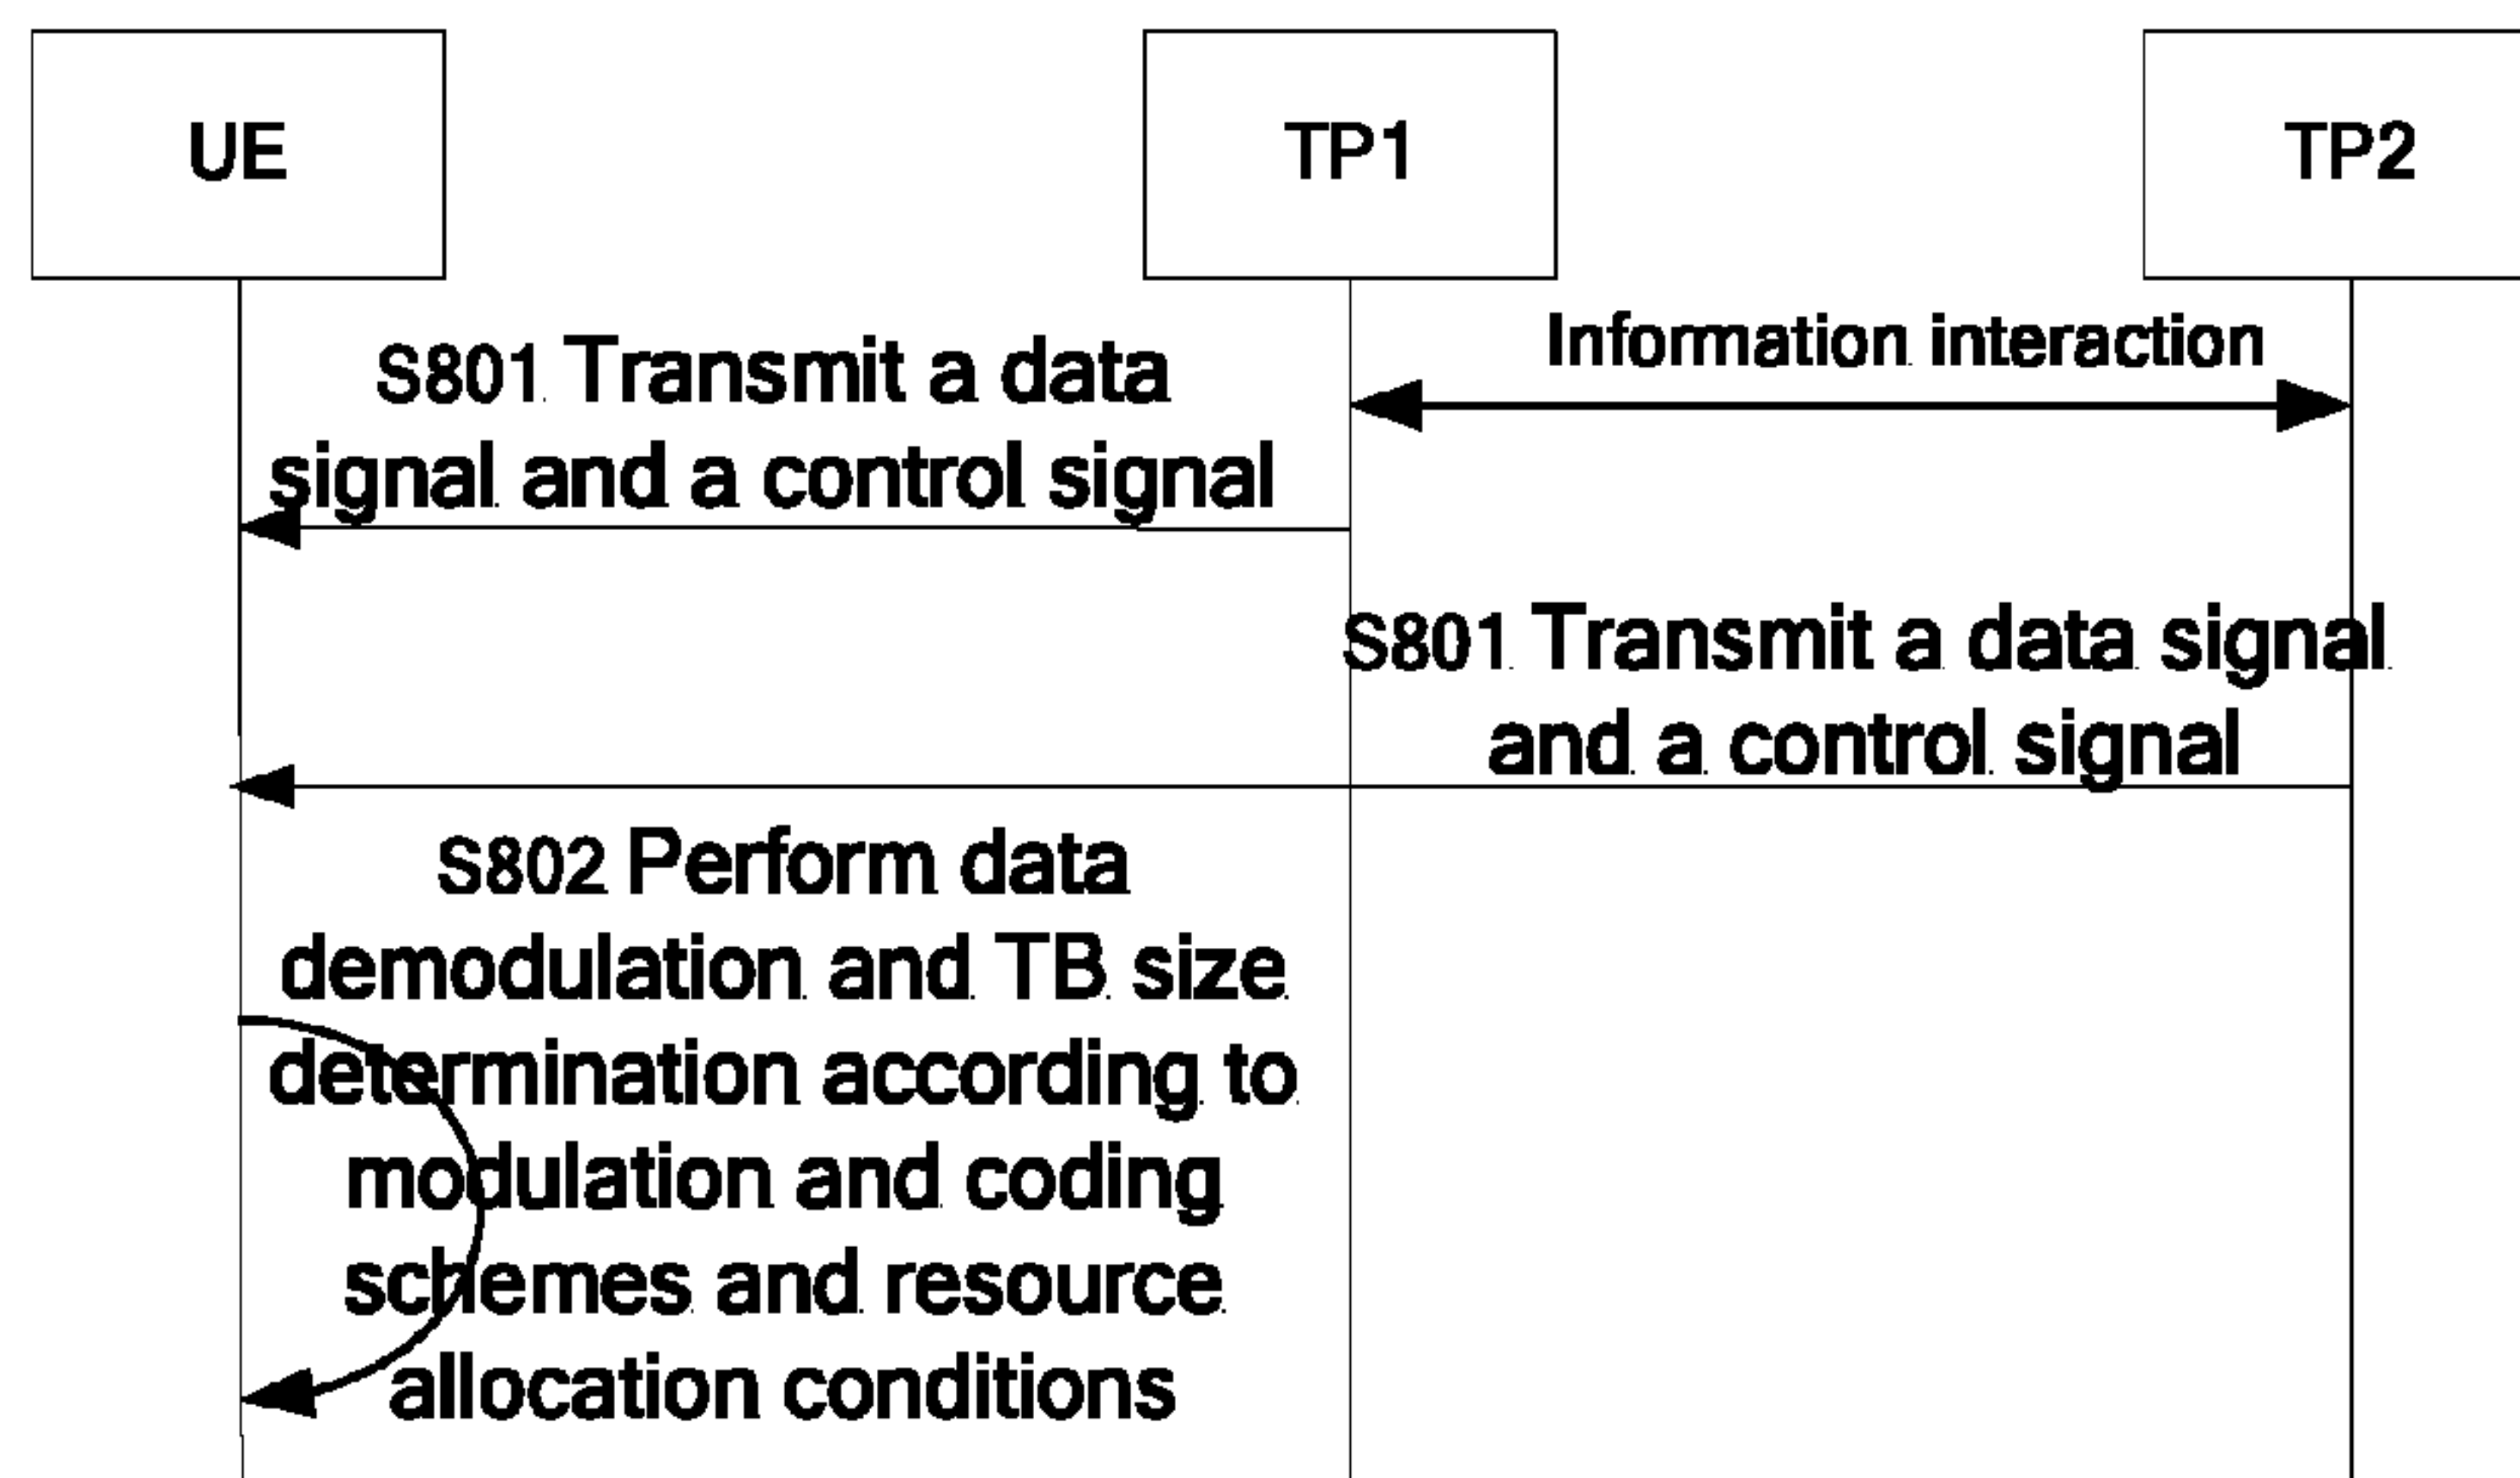 UE
TP1
TP2
Information interaction
S801 Transmit a data
signal and a control signal
S801 Transmit a data signal
and a control signal
S802 Perform data
demodulation and TB size
determination according to
modulation and coding
schemes and resource
allocation conditions